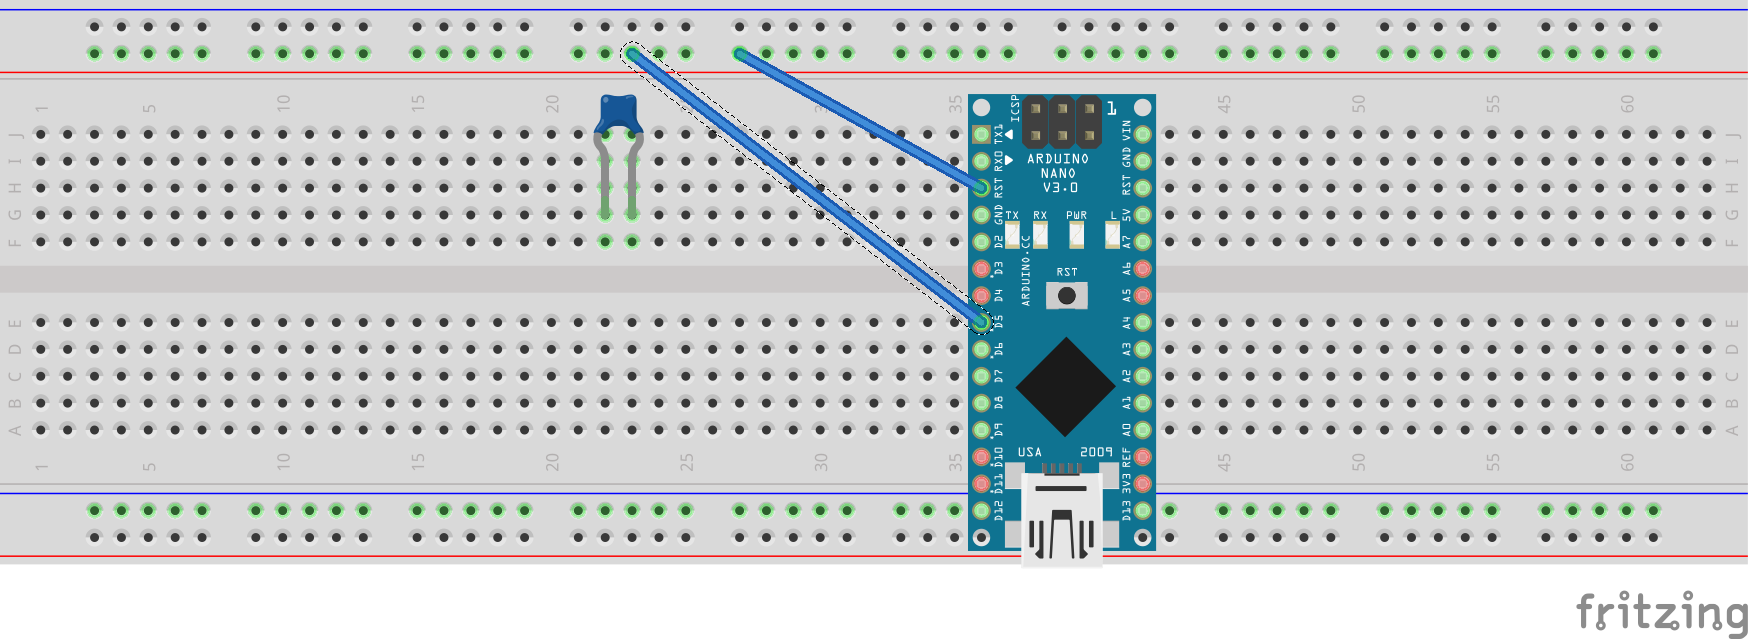 1 5 10 15 20 25 30 35 45 50 55 60
J J
I I
H H
G G
F F
E E
D D
C C
B B
A A
1 5 10 15 20 25 30 35 45 50 55 60
ICSP
1
TX1 VIN
RX0 GND
RST RST
GND 5V
D2 A7
D3 A6
D4 A5
D5 A4
D6 A3
D7 A2
D8 A1
D9 A0
D10 REF
D11 3V3
D12 D13
ARDUINO
NANO
V3.0
TX RX PWR L
ARDUINO.CC
RST
USA 2009
fritzing